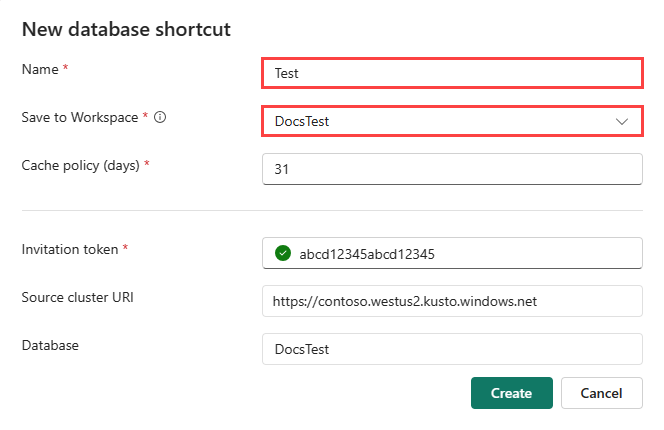 New database shortcut
Name * Test
Save to Workspace * DocsTest
Cache policy (days) * 31
Invitation token * abcd12345abcd12345
Source cluster URI https://contoso.westus2.kusto.windows.net
Database DocsTest
Create Cancel